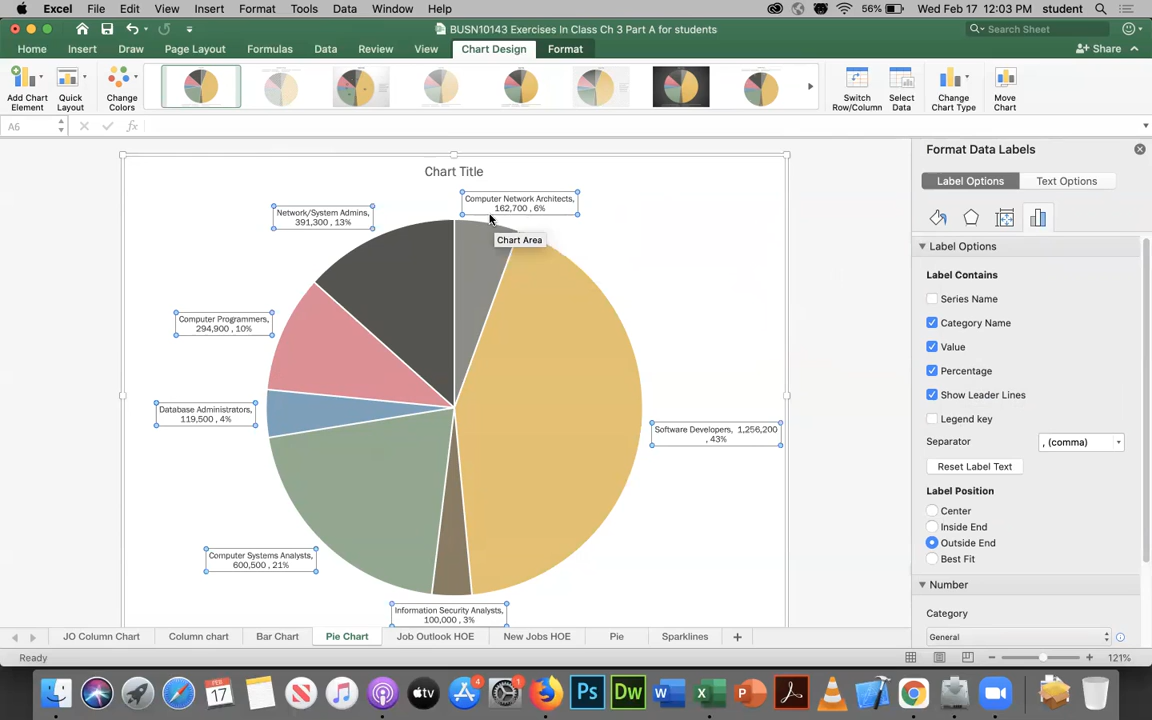 Excel File Edit View Insert Format Tools Data Window Help 56% Wed Feb 17 12:03 PM student
BUSN10143 Exercises In Class Ch 3 Part A for students
Search Sheet
Home Insert Draw Page Layout Formulas Data Review View Chart Design Format
Share
Add Chart
Element
Quick
Layout
Change
Colors
Switch
Row/Column
Select
Data
Change
Chart Type
Move
Chart
A6
fx
Chart Title
Computer Network Architects,
162,700 , 6%
Chart Area
Network/System Admins,
391,300 , 13%
Computer Programmers,
294,900 , 10%
Database Administrators,
119,500 , 4%
Software Developers, 1,256,200
, 43%
Computer Systems Analysts,
600,500 , 21%
Information Security Analysts,
100,000 , 3%
Format Data Labels
Label Options Text Options
Label Options
Label Contains
Series Name
Category Name
Value
Percentage
Show Leader Lines
Legend key
Separator , (comma)
Reset Label Text
Label Position
Center
Inside End
Outside End
Best Fit
Number
Category
General
JO Column Chart Column chart Bar Chart Pie Chart Job Outlook HOE New Jobs HOE Pie Sparklines
Ready
121%
FEB
17
tv
4
1
Ps Dw W X P